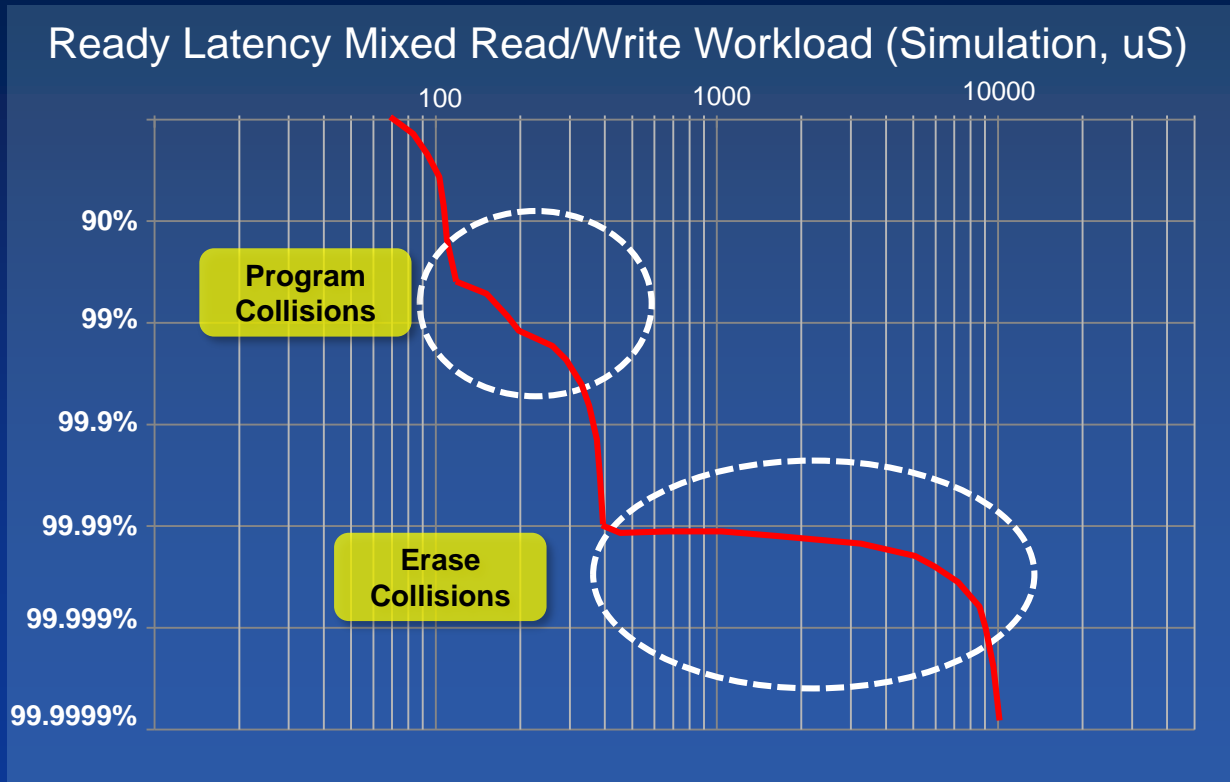 Ready Latency Mixed Read/Write Workload (Simulation, uS)
100 1000 10000
90%
Program
Collisions
99%
99.9%
99.99%
Erase
Collisions
99.999%
99.9999%